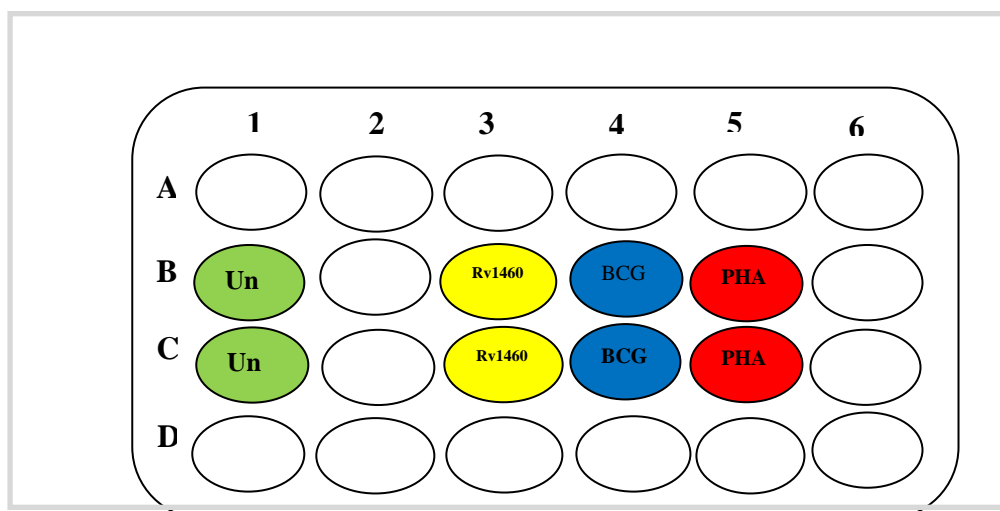 1 2 3 4 5 6
A
B Un Rv1460 BCG PHA
C Un Rv1460 BCG PHA
D